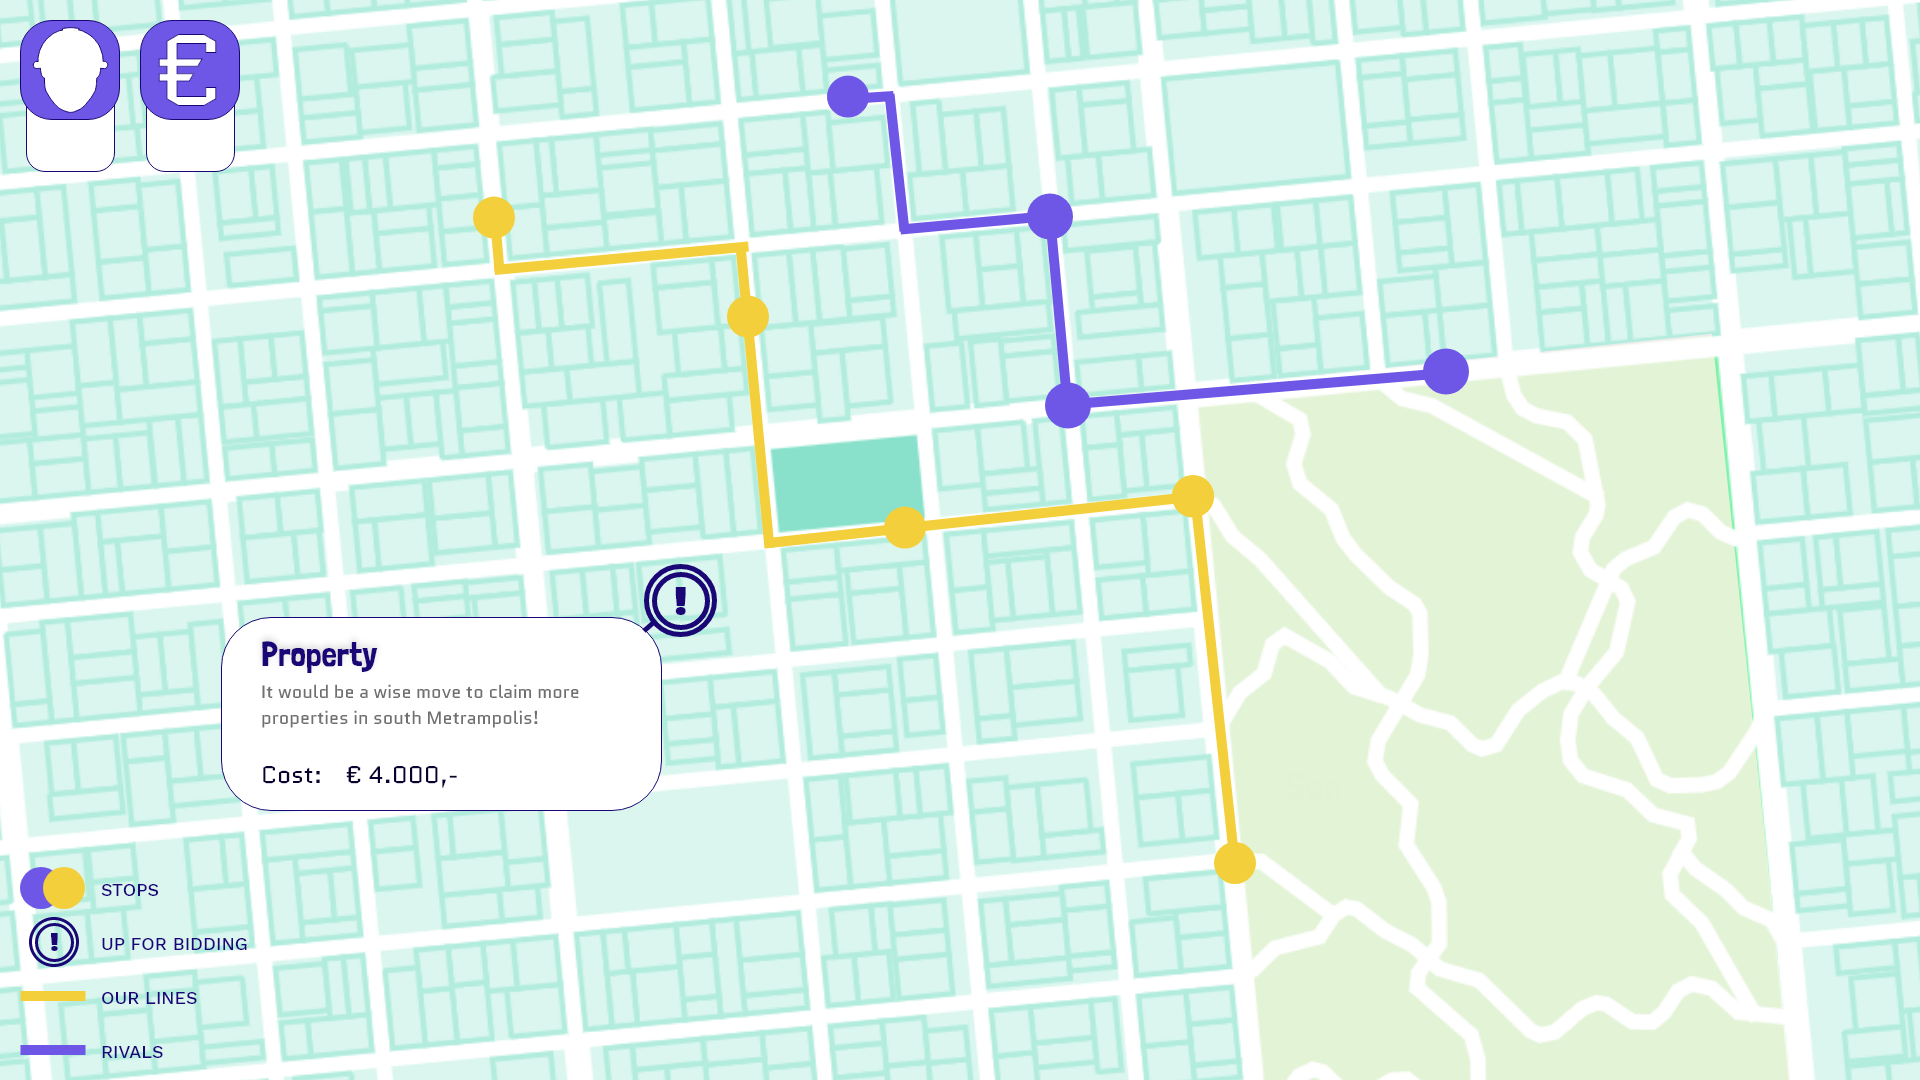 €
!
Property
It would be a wise move to claim more
properties in south Metrampolis!
Cost: € 4.000,-
STOPS
! UP FOR BIDDING
OUR LINES
RIVALS